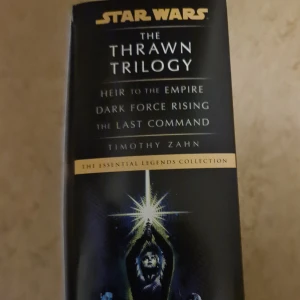 STAR WARS
THE
THRAWN
TRILOGY
HEIR TO THE EMPIRE
DARK FORCE RISING
THE LAST COMMAND
TIMOTHY ZAHN
THE ESSENTIAL LEGENDS COLLECTION